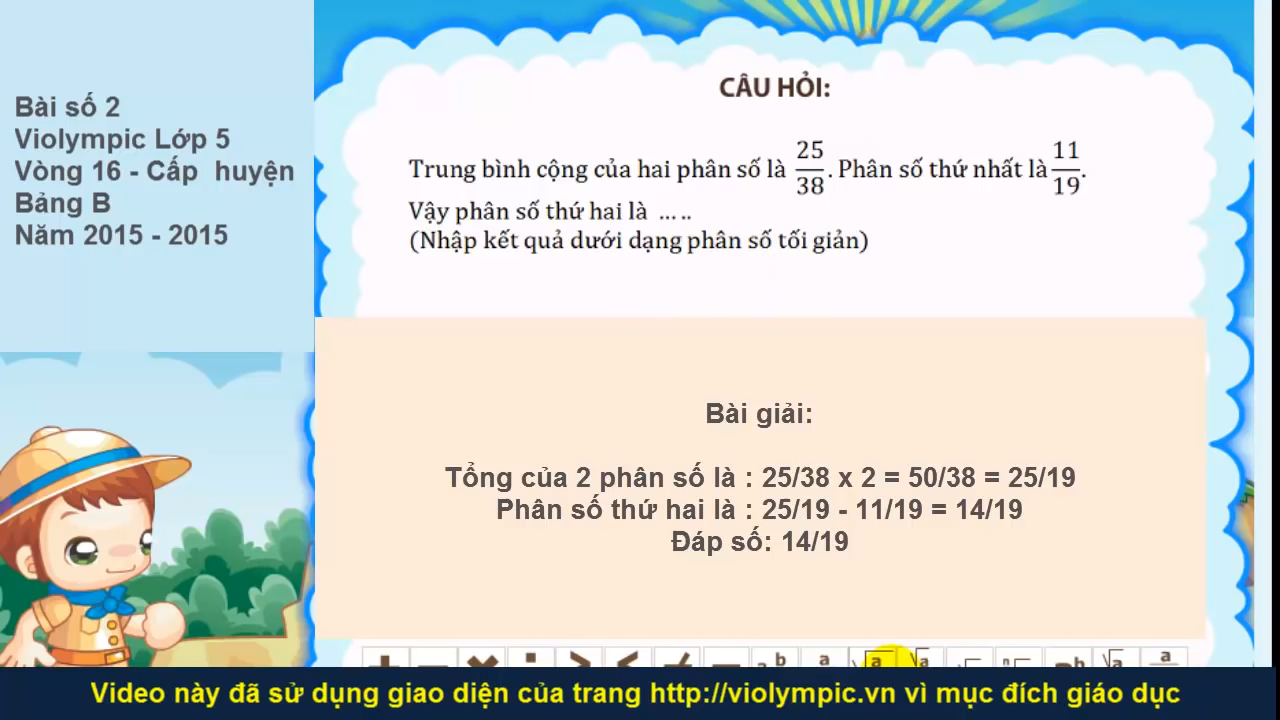 Bài số 2
Violympic Lớp 5
Vòng 16 - Cấp huyện
Bảng B
Năm 2015 - 2015
CÂU HỎI:
Trung bình cộng của hai phân số là 25/38. Phân số thứ nhất là 11/19.
Vậy phân số thứ hai là .....
(Nhập kết quả dưới dạng phân số tối giản)
Bài giải:
Tổng của 2 phân số là : 25/38 x 2 = 50/38 = 25/19
Phân số thứ hai là : 25/19 - 11/19 = 14/19
Đáp số: 14/19
Video này đã sử dụng giao diện của trang http://violympic.vn vì mục đích giáo dục